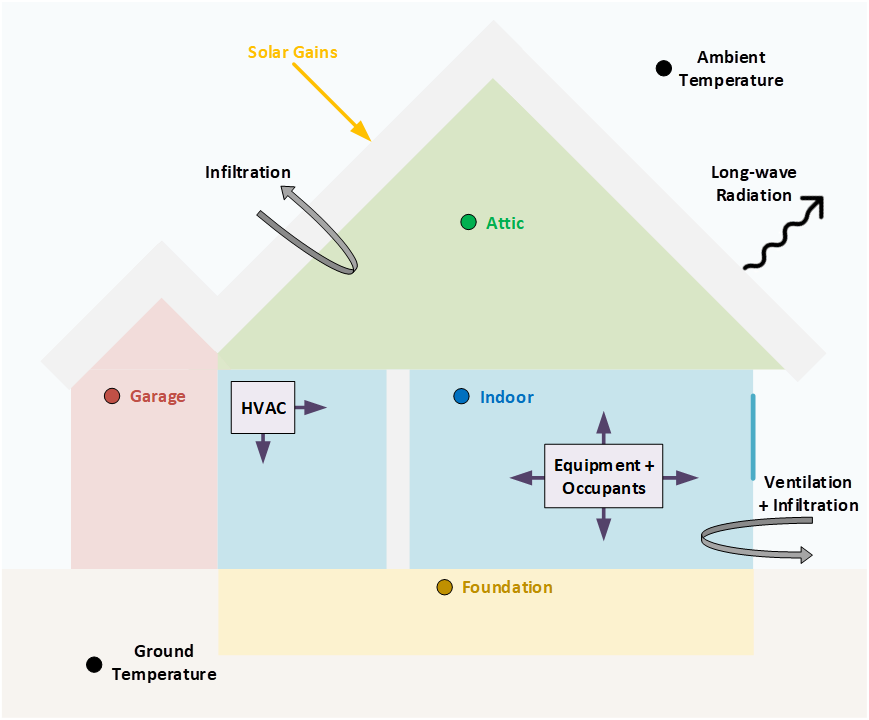 Solar Gains
Ambient
Temperature
Infiltration
Long-wave
Radiation
Attic
Garage
HVAC
Indoor
Equipment +
Occupants
Ventilation
+ Infiltration
Foundation
Ground
Temperature